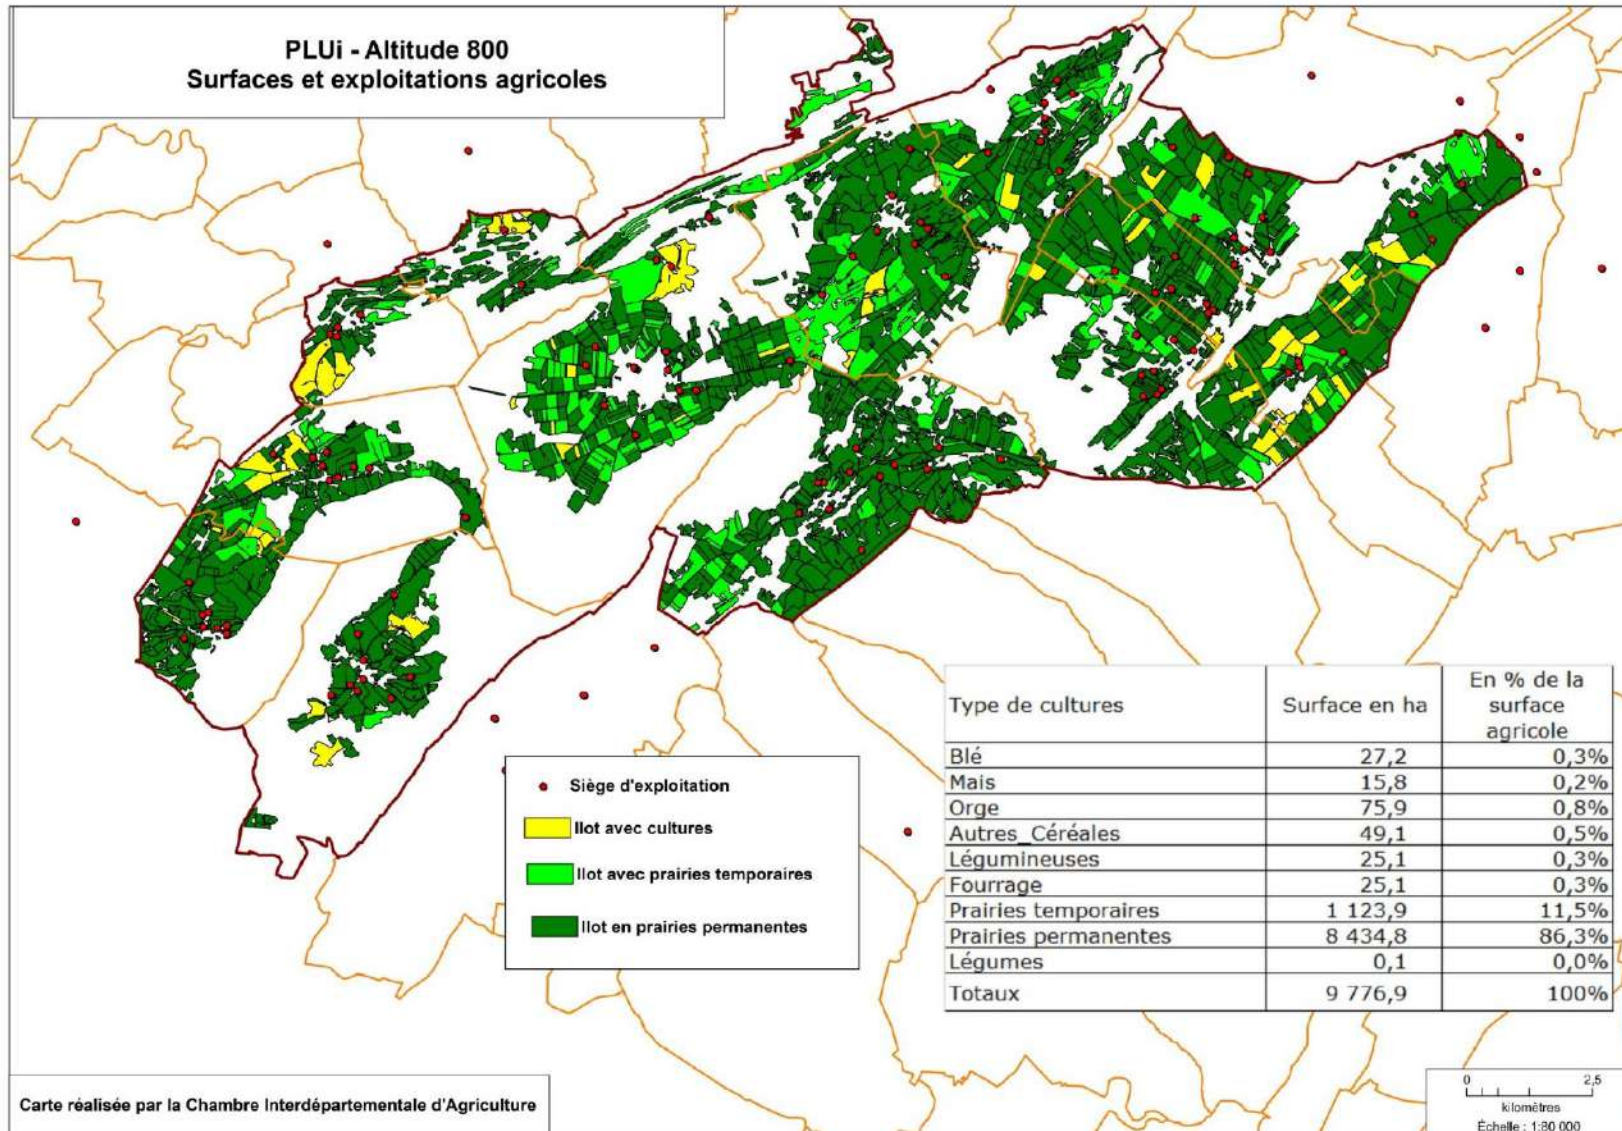 PLUi - Altitude 800
Surfaces et exploitations agricoles
Type de cultures Surface en ha En % de la surface agricole
Blé 27,2 0,3%
Mais 15,8 0,2%
Orge 75,9 0,8%
Autres_Céréales 49,1 0,5%
Légumineuses 25,1 0,3%
Fourrage 25,1 0,3%
Prairies temporaires 1 123,9 11,5%
Prairies permanentes 8 434,8 86,3%
Légumes 0,1 0,0%
Totaux 9 776,9 100%
Siège d'exploitation
Ilot avec cultures
Ilot avec prairies temporaires
Ilot en prairies permanentes
Carte réalisée par la Chambre Interdépartementale d'Agriculture
0 2,5
kilomètres
Échelle : 1:80 000